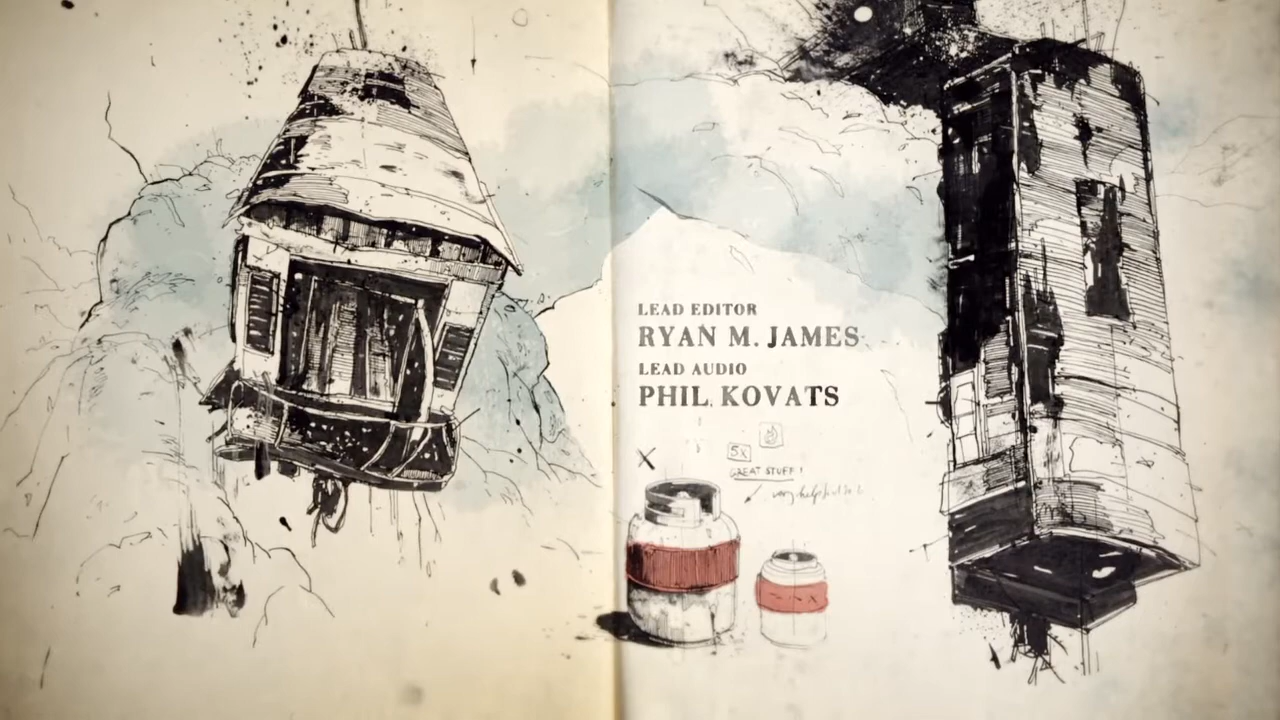 LEAD EDITOR
RYAN M. JAMES
LEAD AUDIO
PHIL KOVATS
5X
GREAT STUFF!